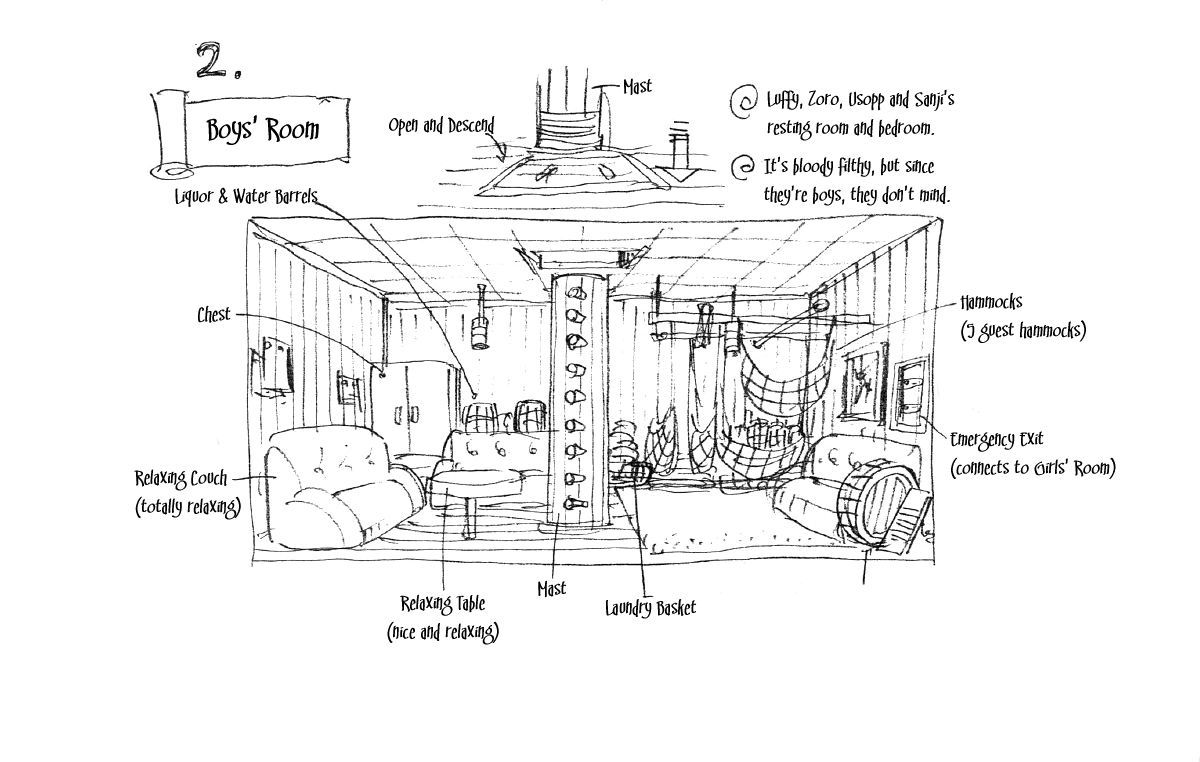 2.
Boys' Room
Mast
Open and Descend
Luffy, Zoro, Usopp and Sanji's
resting room and bedroom.
It's bloody filthy, but since
they're boys, they don't mind.
Liquor & Water Barrels
Chest
Hammocks
(5 guest hammocks)
Emergency Exit
(connects to Girls' Room)
Relaxing Couch
(totally relaxing)
Mast
Relaxing Table
(nice and relaxing)
Laundry Basket